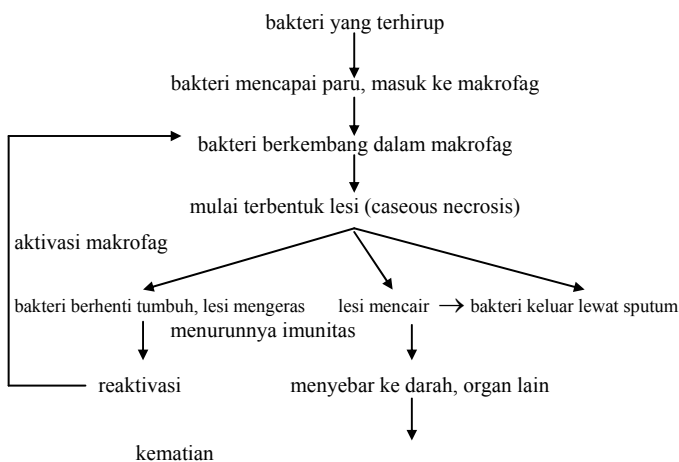 bakteri yang terhirup
bakteri mencapai paru, masuk ke makrofag
bakteri berkembang dalam makrofag
mulai terbentuk lesi (caseous necrosis)
aktivasi makrofag
bakteri berhenti tumbuh, lesi mengeras lesi mencair → bakteri keluar lewat sputum
menurunnya imunitas
reaktivasi menyebar ke darah, organ lain
kematian